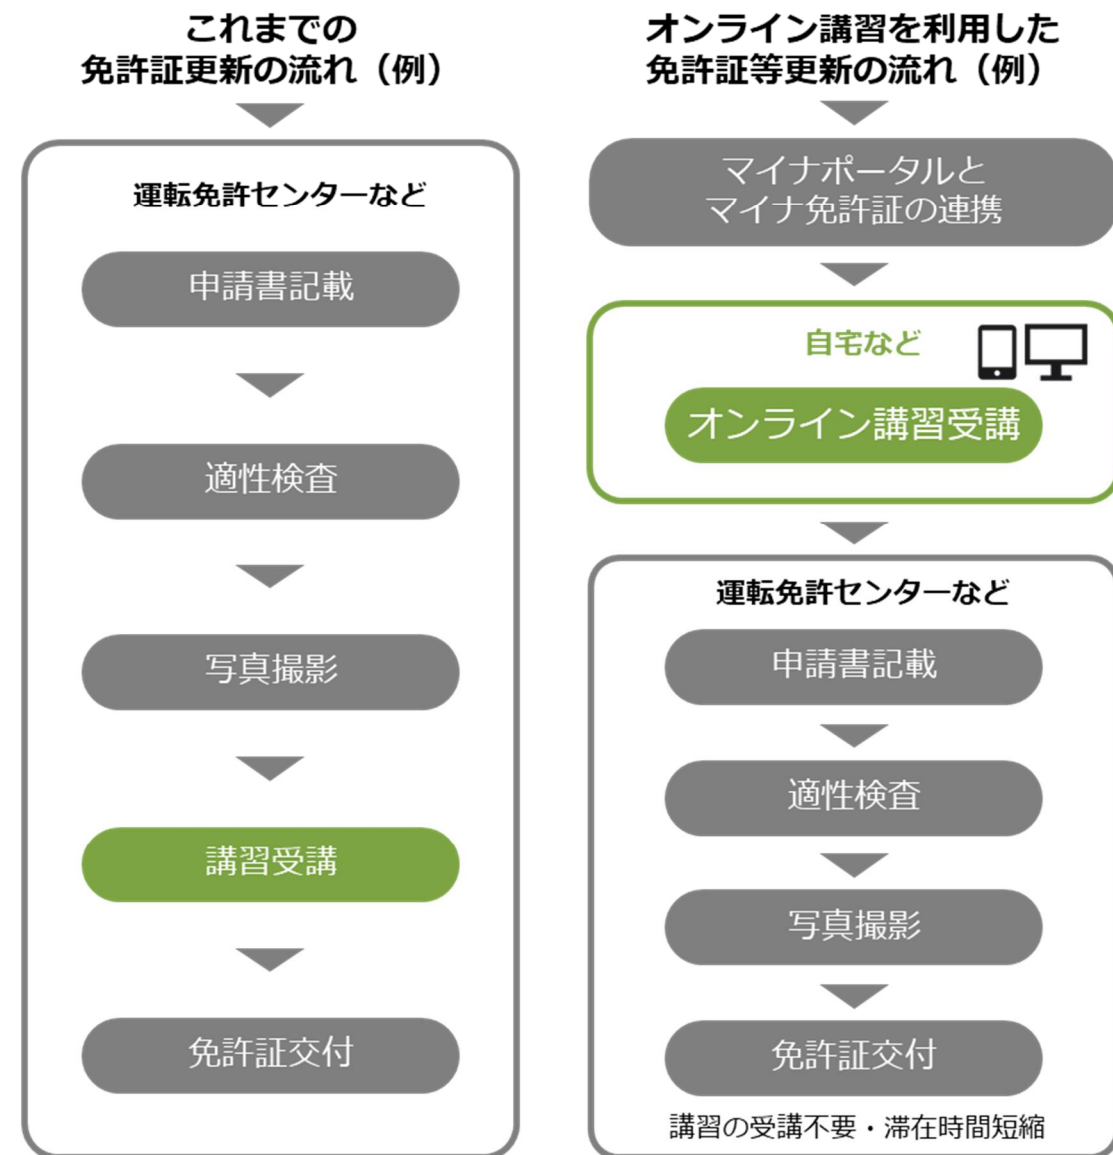 これまでの
免許証更新の流れ（例）
運転免許センターなど
申請書記載
適性検査
写真撮影
講習受講
免許証交付
オンライン講習を利用した
免許証等更新の流れ（例）
マイナポータルと
マイナ免許証の連携
自宅など
オンライン講習受講
運転免許センターなど
申請書記載
適性検査
写真撮影
免許証交付
講習の受講不要・滞在時間短縮